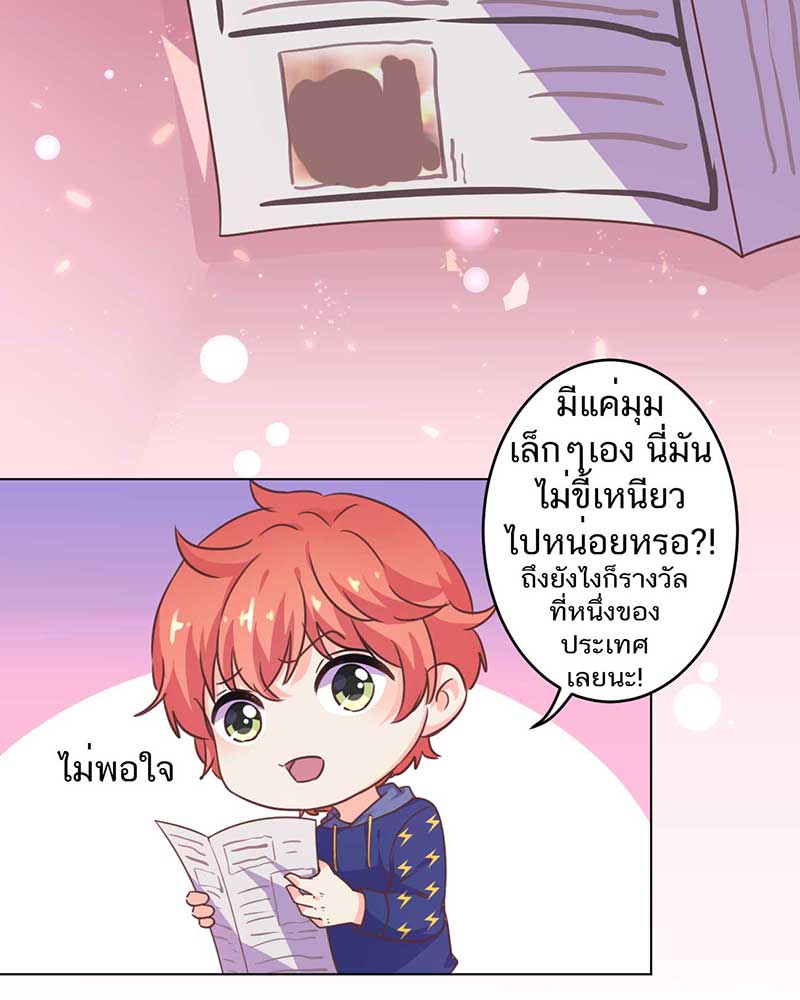 มีแค่มุม
เล็กๆเอง นี่มัน
ไม่ขี้เหนียว
ไปหน่อยหรอ?!
ถึงยังไงก็รางวัล
ที่หนึ่งของ
ประเทศ
เลยนะ!
ไม่พอใจ